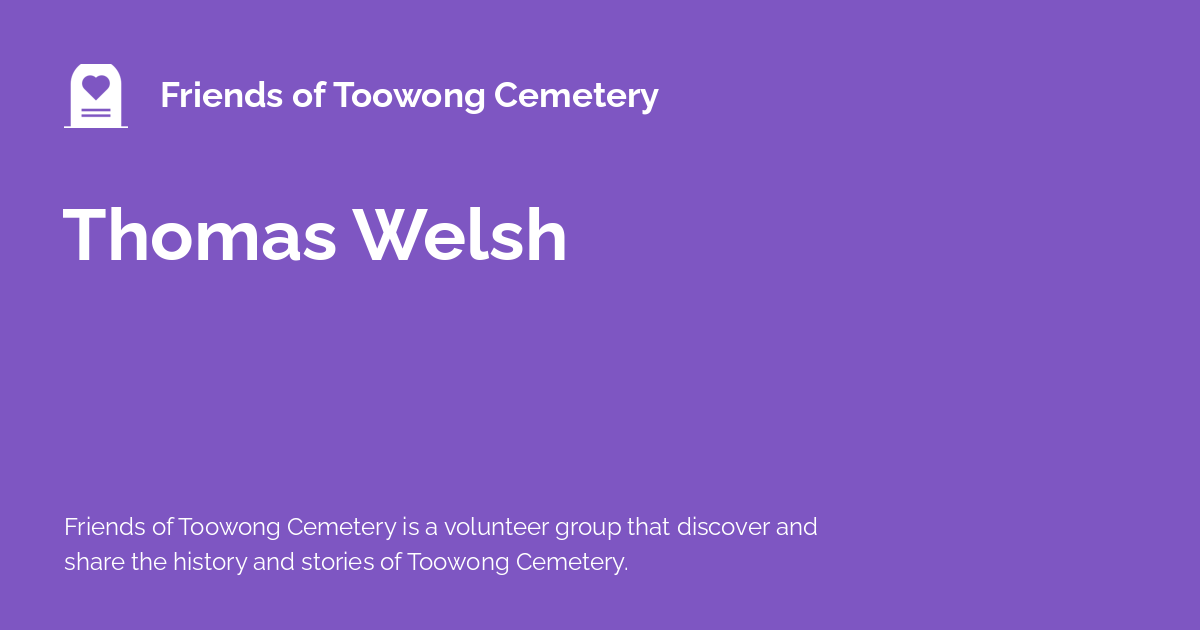 Friends of Toowong Cemetery
Thomas Welsh
Friends of Toowong Cemetery is a volunteer group that discover and
share the history and stories of Toowong Cemetery.